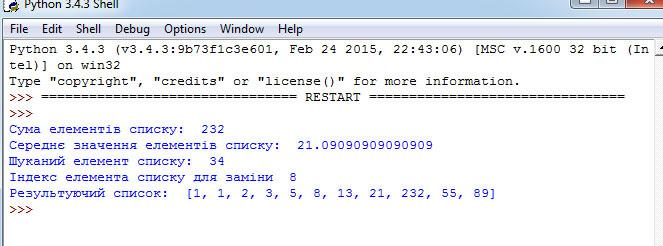 Python 3.4.3 Shell
File Edit Shell Debug Options Window Help
Python 3.4.3 (v3.4.3:9b73f1c3e601, Feb 24 2015, 22:43:06) [MSC v.1600 32 bit (In
tel)] on win32
Type "copyright", "credits" or "license()" for more information.
>>> ================================ RESTART ================================
>>>
Сума елементів списку:  232
Середнє значення елементів списку:  21.09090909090909
Шуканий елемент списку:  34
Індекс елемента списку для заміни  8
Результуючий список:  [1, 1, 2, 3, 5, 8, 13, 21, 232, 55, 89]
>>>